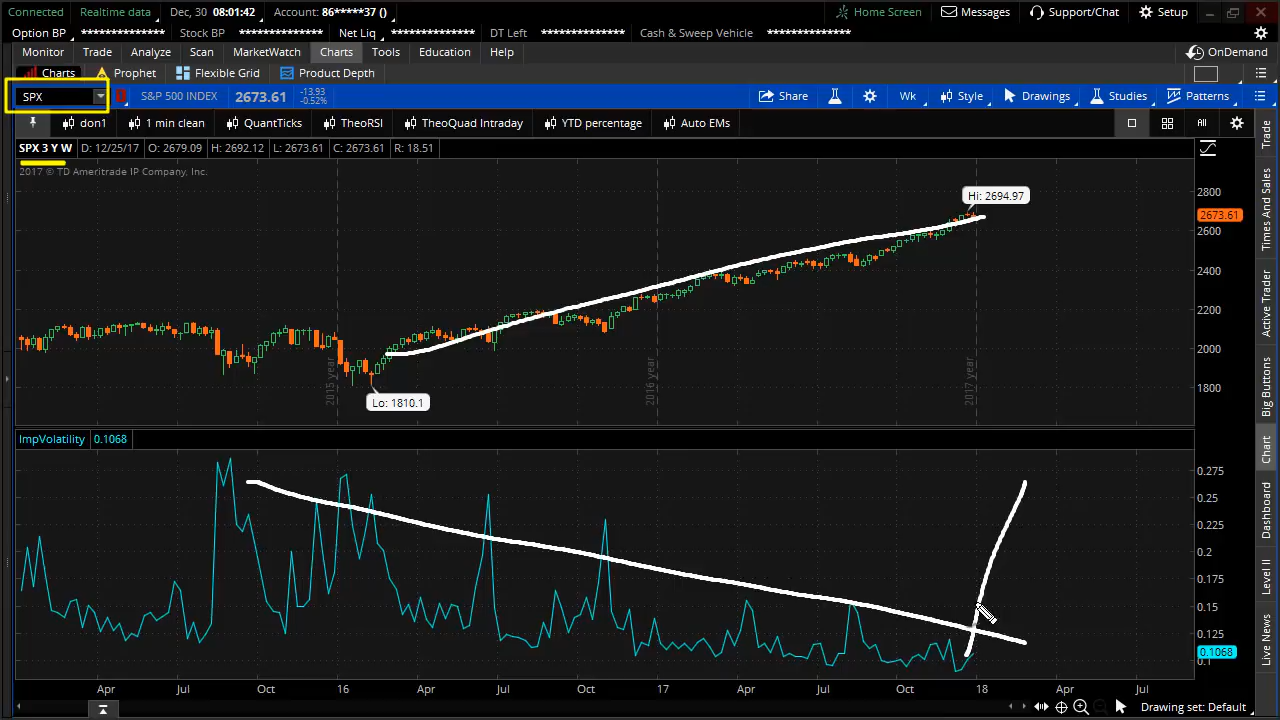 Connected Realtime data Dec, 30 08:01:42 Account: 86*****37 () Home Screen Messages Support/Chat Setup
Option BP *************** Stock BP *************** Net Liq *************** DT Left *************** Cash & Sweep Vehicle ***************
Monitor Trade Analyze Scan MarketWatch Charts Tools Education Help OnDemand
Charts Prophet Flexible Grid Product Depth
SPX S&P 500 INDEX 2673.61 -13.93 -0.52% Share Wk Style Drawings Studies Patterns
don1 1 min clean QuantTicks TheoRSI TheoQuad Intraday YTD percentage Auto EMs All
SPX 3 Y W D: 12/25/17 O: 2679.09 H: 2692.12 L: 2673.61 C: 2673.61 R: 18.51
2017 © TD Ameritrade IP Company, Inc.
Hi: 2694.97
2800
2673.61
2600
2400
2200
2000
1800
2015 year
2016 year
2017 year
Lo: 1810.1
ImpVolatility 0.1068
0.275
0.25
0.225
0.2
0.175
0.15
0.125
0.1068
0.1
Apr Jul Oct 16 Apr Jul Oct 17 Apr Jul Oct 18 Apr Jul
Drawing set: Default
Trade
Times And Sales
Active Trader
Big Buttons
Chart
Dashboard
Level II
Live News